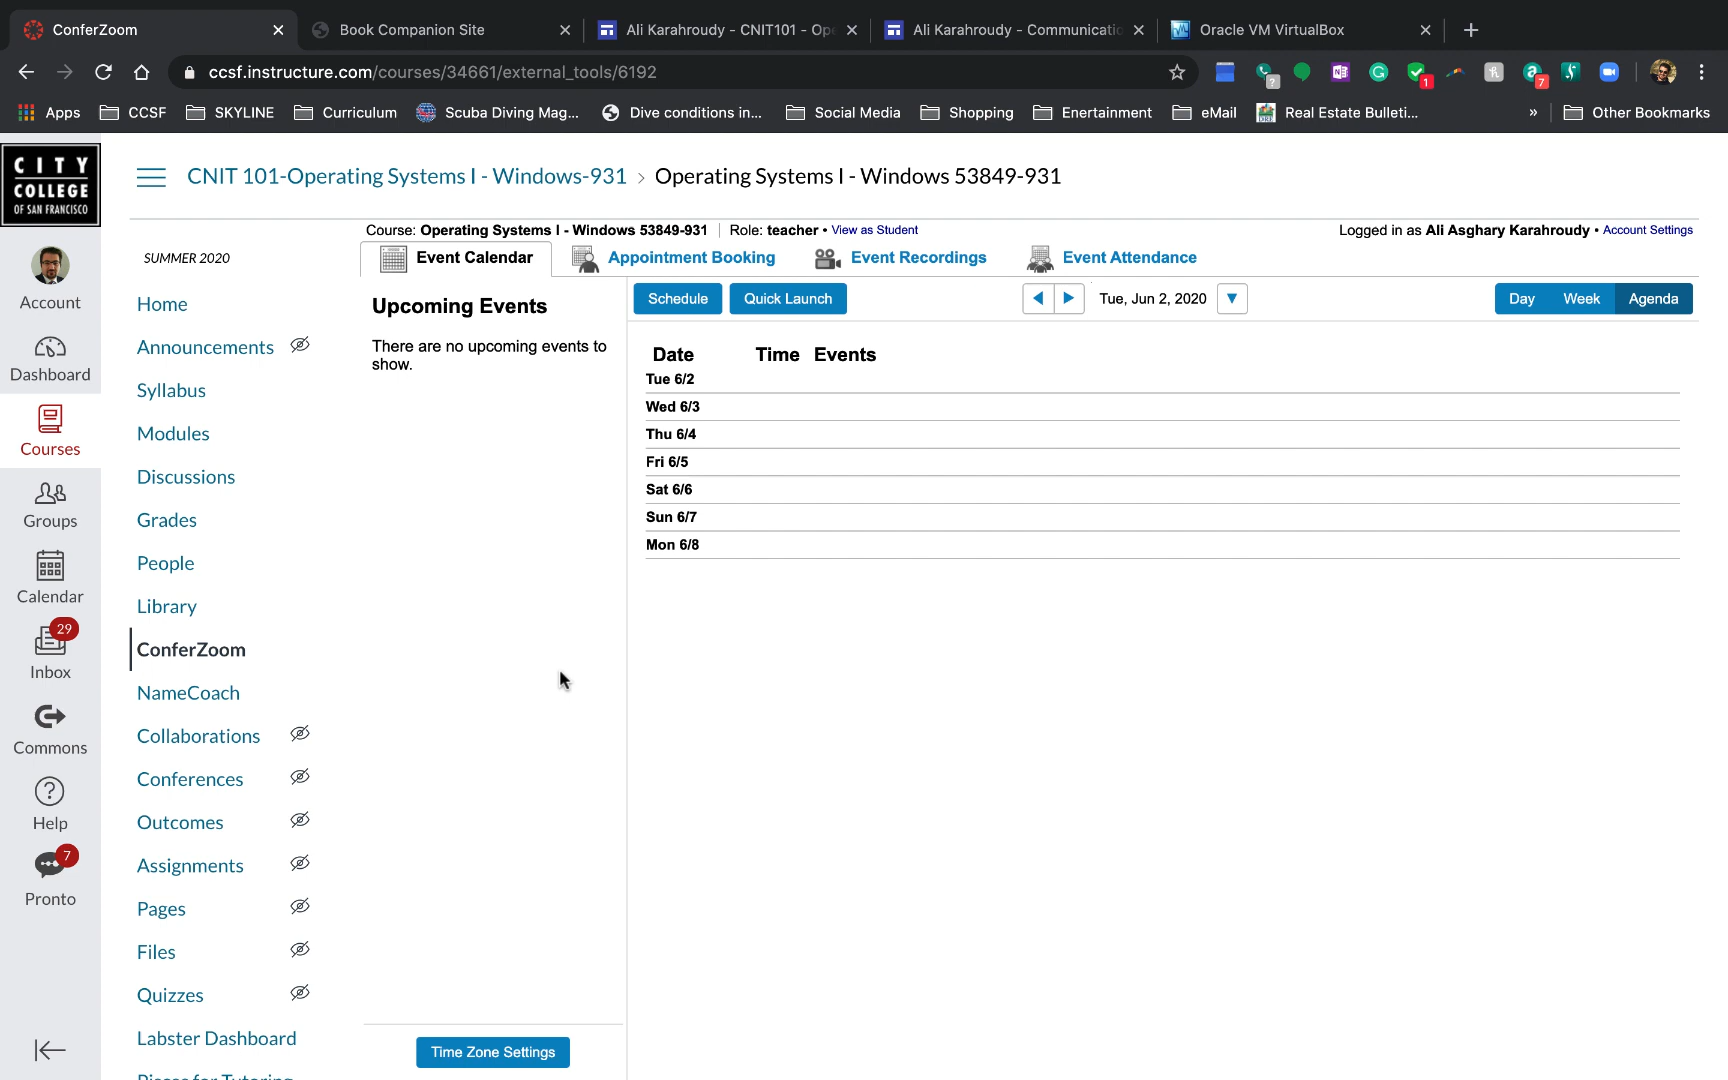 ConferZoom
Book Companion Site
Ali Karahroudy - CNIT101 - Ope
Ali Karahroudy - Communicatio
Oracle VM VirtualBox
ccsf.instructure.com/courses/34661/external_tools/6192
?
1
7
Apps
CCSF
SKYLINE
Curriculum
Scuba Diving Mag...
Dive conditions in...
Social Media
Shopping
Enertainment
eMail
Real Estate Bulleti...
»
Other Bookmarks
CITY
COLLEGE
OF SAN FRANCISCO
CNIT 101-Operating Systems I - Windows-931 > Operating Systems I - Windows 53849-931
Course: Operating Systems I - Windows 53849-931 Role: teacher • View as Student
Logged in as Ali Asghary Karahroudy • Account Settings
Account
Dashboard
Courses
Groups
Calendar
29
Inbox
Commons
Help
7
Pronto
SUMMER 2020
Home
Announcements
Syllabus
Modules
Discussions
Grades
People
Library
ConferZoom
NameCoach
Collaborations
Conferences
Outcomes
Assignments
Pages
Files
Quizzes
Labster Dashboard
Event Calendar
Appointment Booking
Event Recordings
Event Attendance
Upcoming Events
There are no upcoming events to
show.
Time Zone Settings
Schedule
Quick Launch
Tue, Jun 2, 2020
Day
Week
Agenda
Date Time Events
Tue 6/2
Wed 6/3
Thu 6/4
Fri 6/5
Sat 6/6
Sun 6/7
Mon 6/8